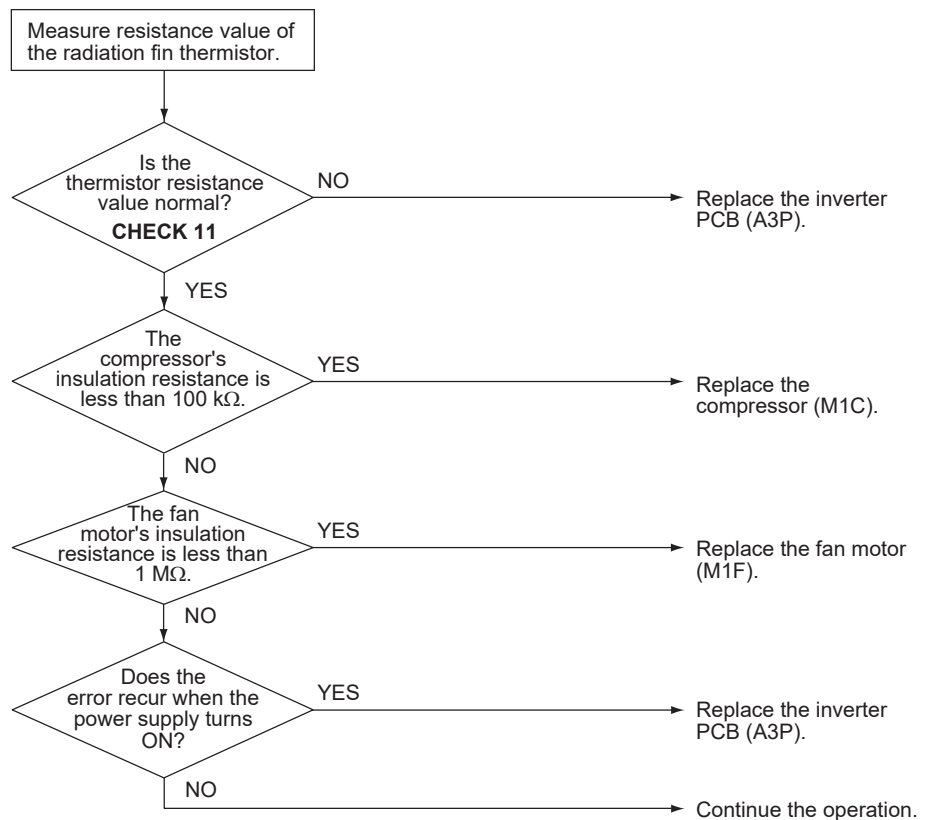 Measure resistance value of
the radiation fin thermistor.
Is the
thermistor resistance
value normal?
CHECK 11
NO
Replace the inverter
PCB (A3P).
YES
The
compressor's
insulation resistance is
less than 100 kΩ.
YES
Replace the
compressor (M1C).
NO
The fan
motor's insulation
resistance is less than
1 MΩ.
YES
Replace the fan motor
(M1F).
NO
Does the
error recur when the
power supply turns
ON?
YES
Replace the inverter
PCB (A3P).
NO
Continue the operation.